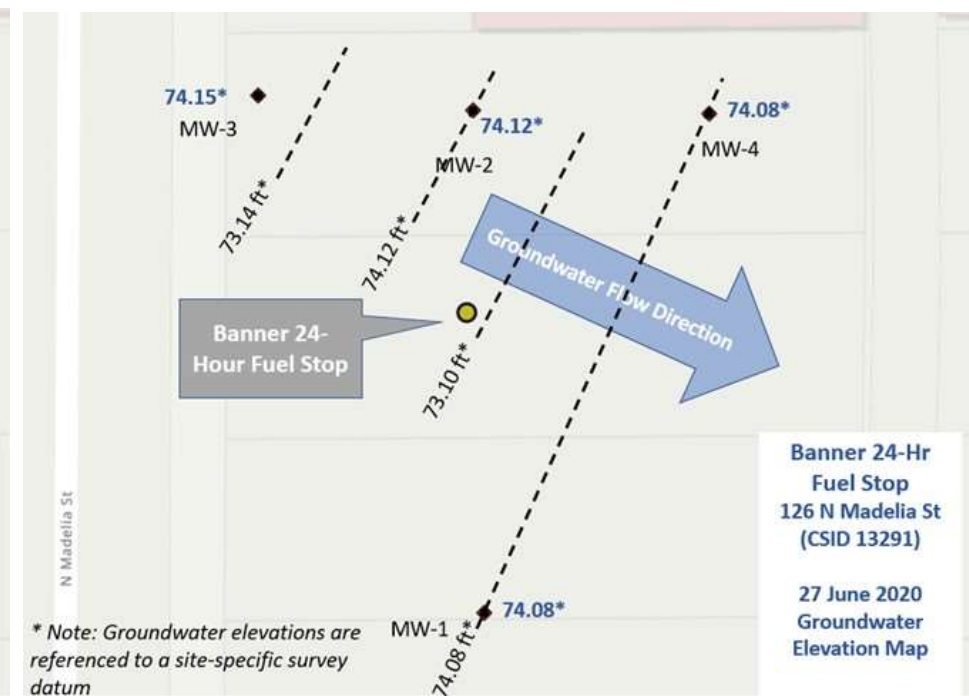 74.15*
MW-3
74.12*
MW-2
74.08*
MW-4
73.14 ft*
74.12 ft*
Groundwater Flow Direction
Banner 24-
Hour Fuel Stop
73.10 ft*
N Madelia St
Banner 24-Hr
Fuel Stop
126 N Madelia St
(CSID 13291)
27 June 2020
Groundwater
Elevation Map
74.08*
MW-1
74.08 ft*
* Note: Groundwater elevations are
referenced to a site-specific survey
datum